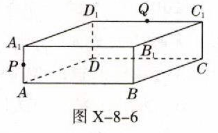 D₁ Q C₁
A₁ B₁
P D C
A B
图 X-8-6